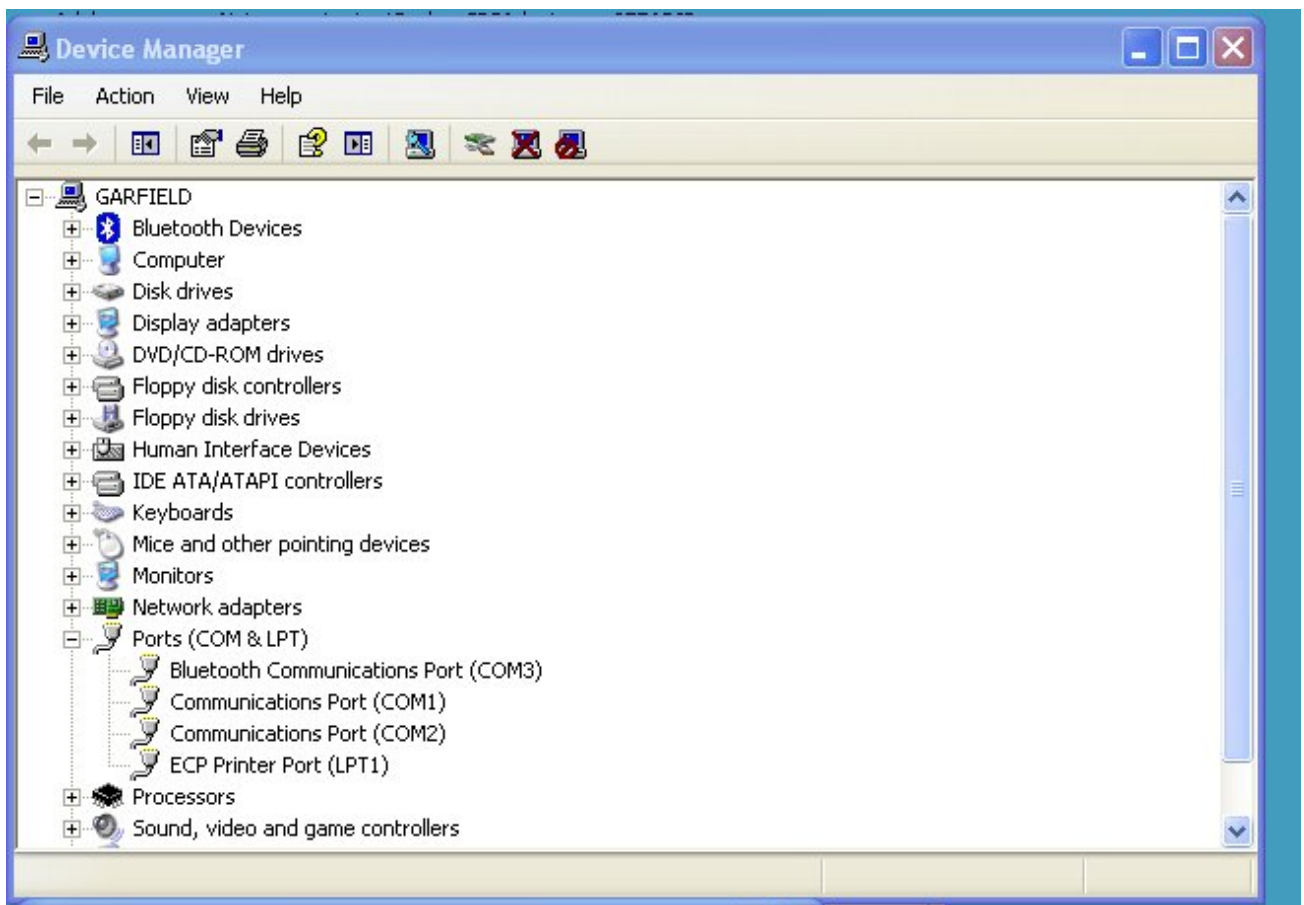 Device Manager
File Action View Help
GARFIELD
Bluetooth Devices
Computer
Disk drives
Display adapters
DVD/CD-ROM drives
Floppy disk controllers
Floppy disk drives
Human Interface Devices
IDE ATA/ATAPI controllers
Keyboards
Mice and other pointing devices
Monitors
Network adapters
Ports (COM & LPT)
Bluetooth Communications Port (COM3)
Communications Port (COM1)
Communications Port (COM2)
ECP Printer Port (LPT1)
Processors
Sound, video and game controllers